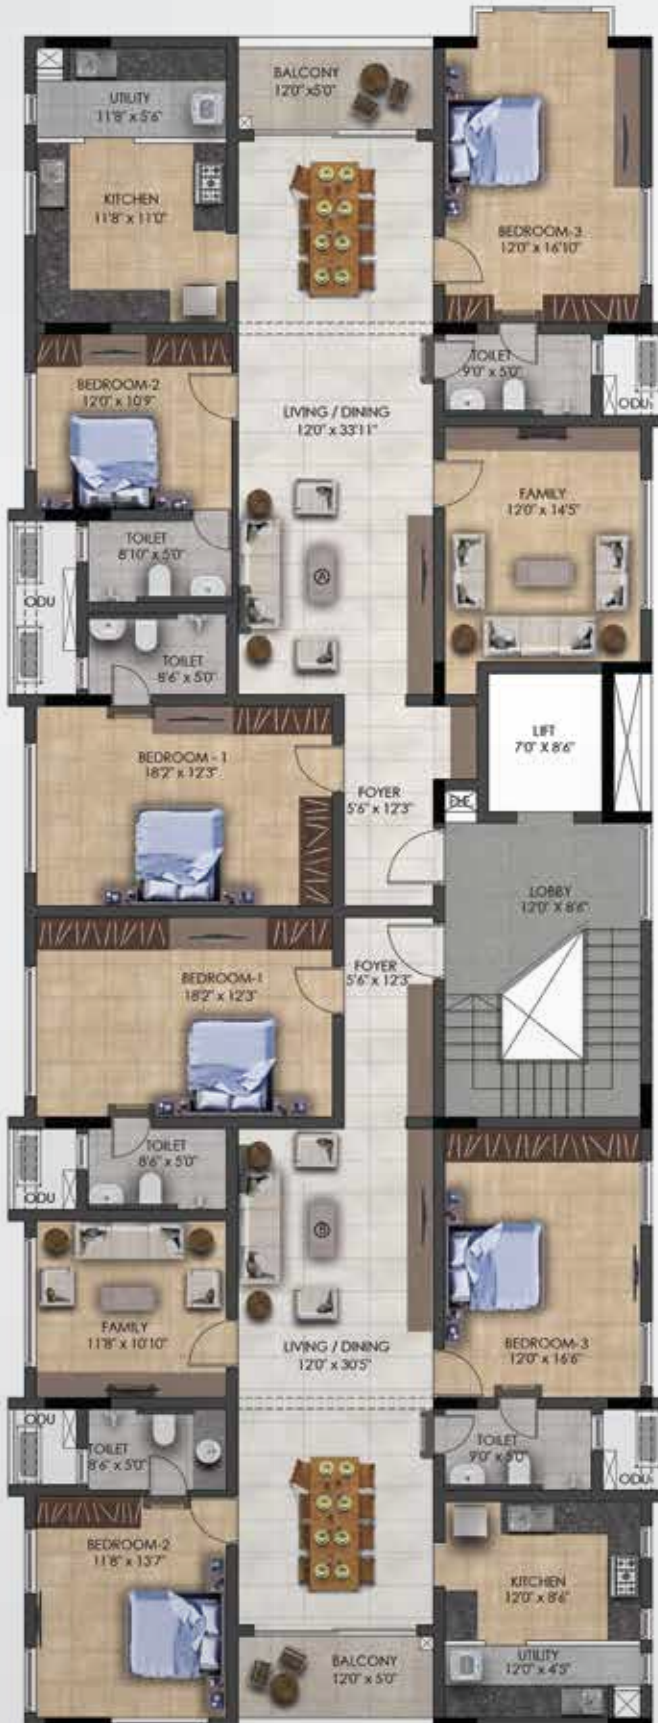 BALCONY
12'0" x5'0"
UTILITY
11'8" x 5'6"
KITCHEN
11'8" x 11'0"
BEDROOM-3
12'0" x 16'10"
TOILET
9'0" x 5'0"
ODU
BEDROOM-2
12'0" x 10'9"
LIVING / DINING
12'0" x 33'11"
FAMILY
12'0" x 14'5"
TOILET
8'10" x 5'0"
ODU
A
TOILET
8'6" x 5'0"
LIFT
7'0" X 8'6"
BEDROOM - 1
18'2" x 12'3"
FOYER
5'6" x 12'3"
LOBBY
12'0" X 8'6"
FOYER
5'6" x 12'3"
BEDROOM-1
18'2" x 12'3"
TOILET
8'6" x 5'0"
ODU
B
FAMILY
11'8" x 10'10"
LIVING / DINING
12'0" x 30'5"
BEDROOM-3
12'0" x 16'6"
ODU
TOILET
8'6" x 5'0"
TOILET
9'0" x 5'0"
ODU
BEDROOM-2
11'8" x 13'7"
KITCHEN
12'0" x 8'6"
BALCONY
12'0" x 5'0"
UTILITY
12'0" x 4'5"